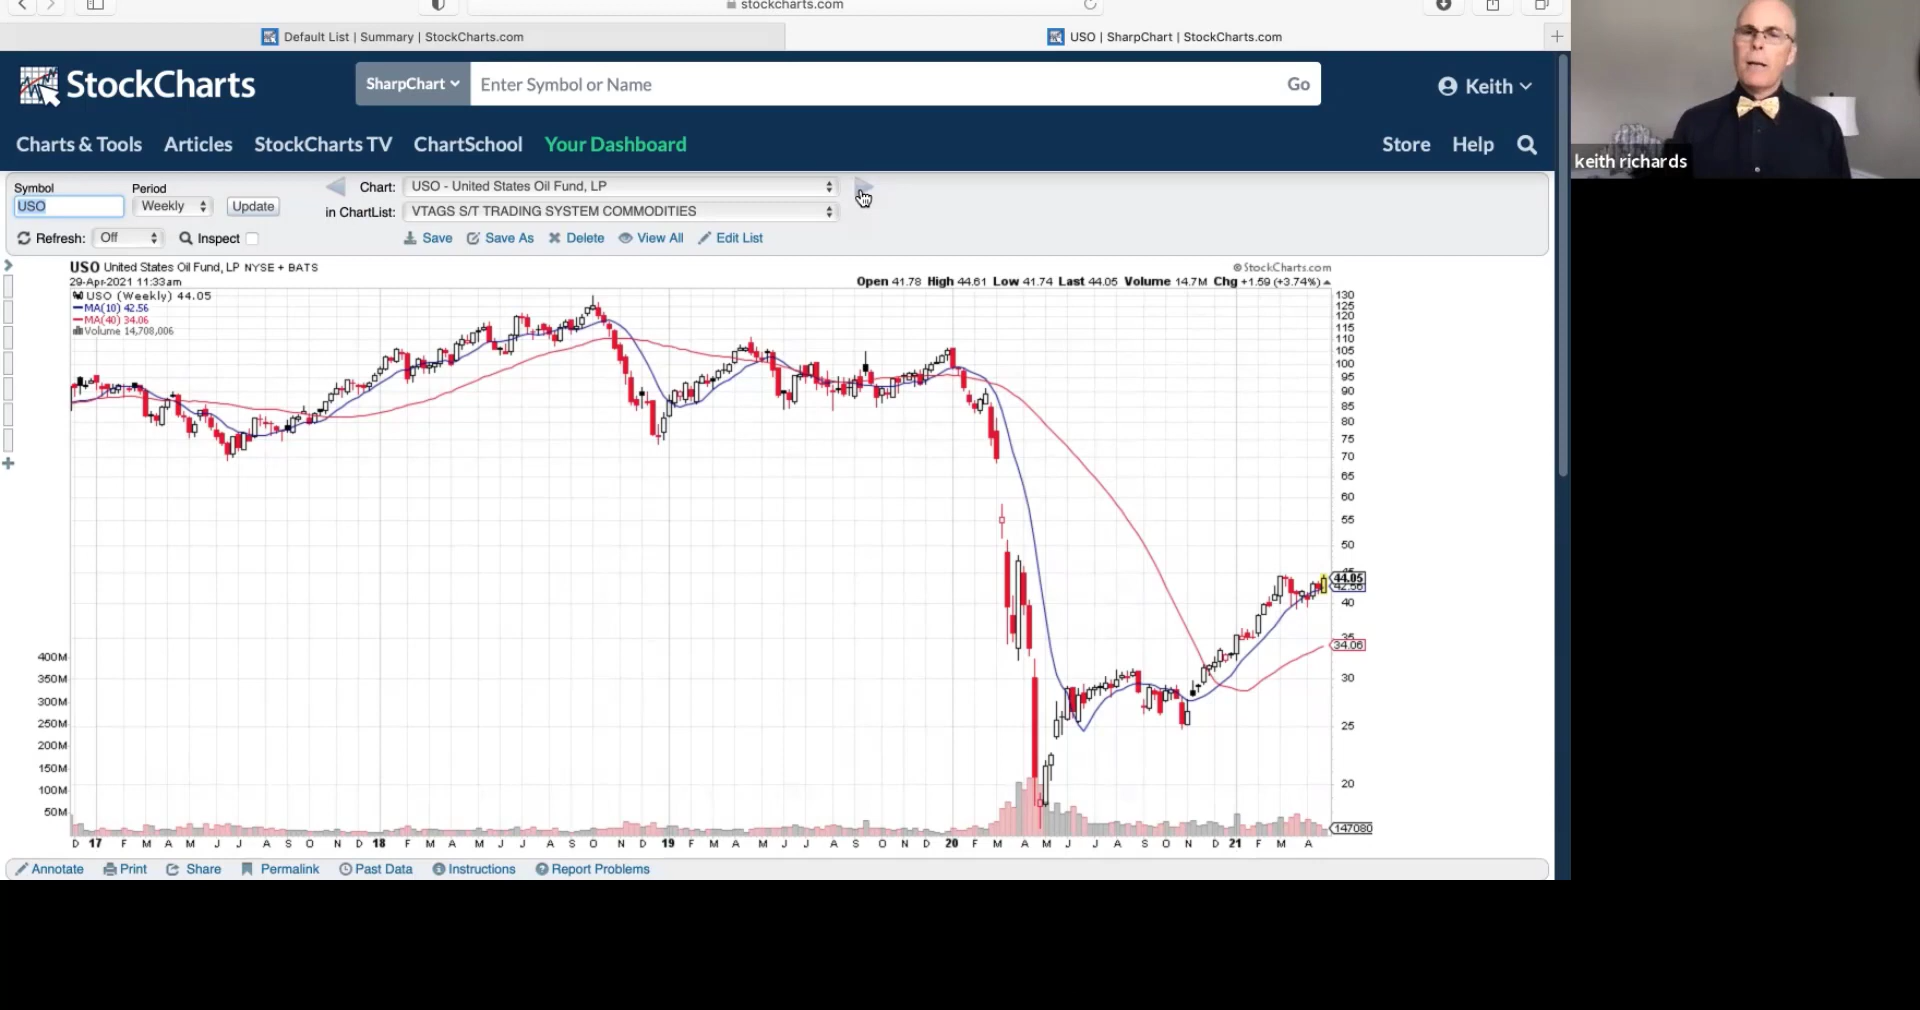 stockcharts.com
Default List | Summary | StockCharts.com
USO | SharpChart | StockCharts.com
StockCharts
SharpChart
Enter Symbol or Name
Go
Keith
Charts & Tools Articles StockCharts TV ChartSchool Your Dashboard
Store Help
keith richards
Symbol
Period
Chart: USO - United States Oil Fund, LP
USO
Weekly
Update
in ChartList: VTAGS S/T TRADING SYSTEM COMMODITIES
Refresh: Off
Inspect
Save Save As Delete View All Edit List
USO United States Oil Fund, LP NYSE + BATS
© StockCharts.com
29-Apr-2021 11:33am
Open 41.78 High 44.61 Low 41.74 Last 44.05 Volume 14.7M Chg +1.59 (+3.74%)
USO (Weekly) 44.05
MA(10) 42.56
MA(40) 34.06
Volume 14,708,006
130
125
120
115
110
105
100
95
90
85
80
75
70
65
60
55
50
45
44.05
42.56
40
35
34.06
30
25
20
147080
400M
350M
300M
250M
200M
150M
100M
50M
D 17 F M A M J J A S O N D 18 F M A M J J A S O N D 19 F M A M J J A S O N D 20 F M A M J J A S O N D 21 F M A
Annotate Print Share Permalink Past Data Instructions Report Problems